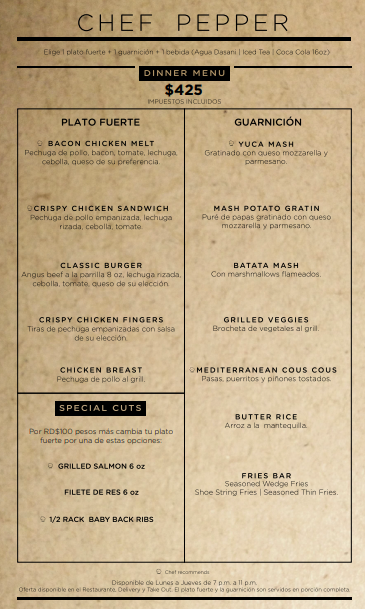 CHEF PEPPER
Elige 1 plato fuerte + 1 guarnición + 1 bebida (Agua Dasani | Iced Tea | Coca Cola 16oz)
DINNER MENU
$425
IMPUESTOS INCLUIDOS
PLATO FUERTE
BACON CHICKEN MELT
Pechuga de pollo, bacon, tomate, lechuga,
cebolla, queso de su preferencia.
CRISPY CHICKEN SANDWICH
Pechuga de pollo empanizada, lechuga
rizada, cebolla, tomate.
CLASSIC BURGER
Angus beef a la parrilla 8 oz, lechuga rizada,
cebolla, tomate, queso de su elección.
CRISPY CHICKEN FINGERS
Tiras de pechuga empanizadas con salsa
de su elección.
CHICKEN BREAST
Pechuga de pollo al grill.
SPECIAL CUTS
Por RD$100 pesos más cambia tu plato
fuerte por una de estas opciones:
GRILLED SALMON 6 oz
FILETE DE RES 6 oz
1/2 RACK BABY BACK RIBS
GUARNICIÓN
YUCA MASH
Gratinado con queso mozzarella y
parmesano.
MASH POTATO GRATIN
Puré de papas gratinado con queso
mozzarella y parmesano.
BATATA MASH
Con marshmallows flameados.
GRILLED VEGGIES
Brocheta de vegetales al grill.
MEDITERRANEAN COUS COUS
Pasas, puerritos y piñones tostados.
BUTTER RICE
Arroz a la mantequilla.
FRIES BAR
Seasoned Wedge Fries
Shoe String Fries | Seasoned Thin Fries.
Chef recommends
Disponible de Lunes a Jueves de 7 p.m. a 11 p.m.
Oferta disponible en el Restaurante, Delivery y Take Out. El plato fuerte y la guarnición son servidos en porción completa.